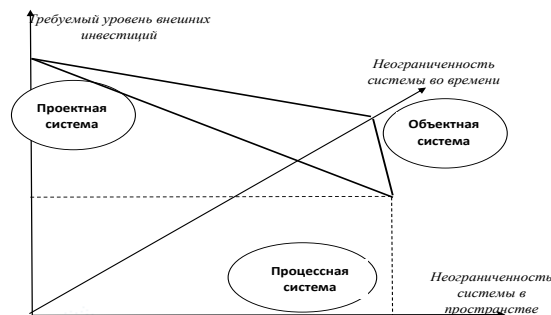 Требуемый уровень внешних
инвестиций
Неограниченность
системы во времени
Проектная
система
Объектная
система
Процессная
система
Неограниченность
системы в
пространстве